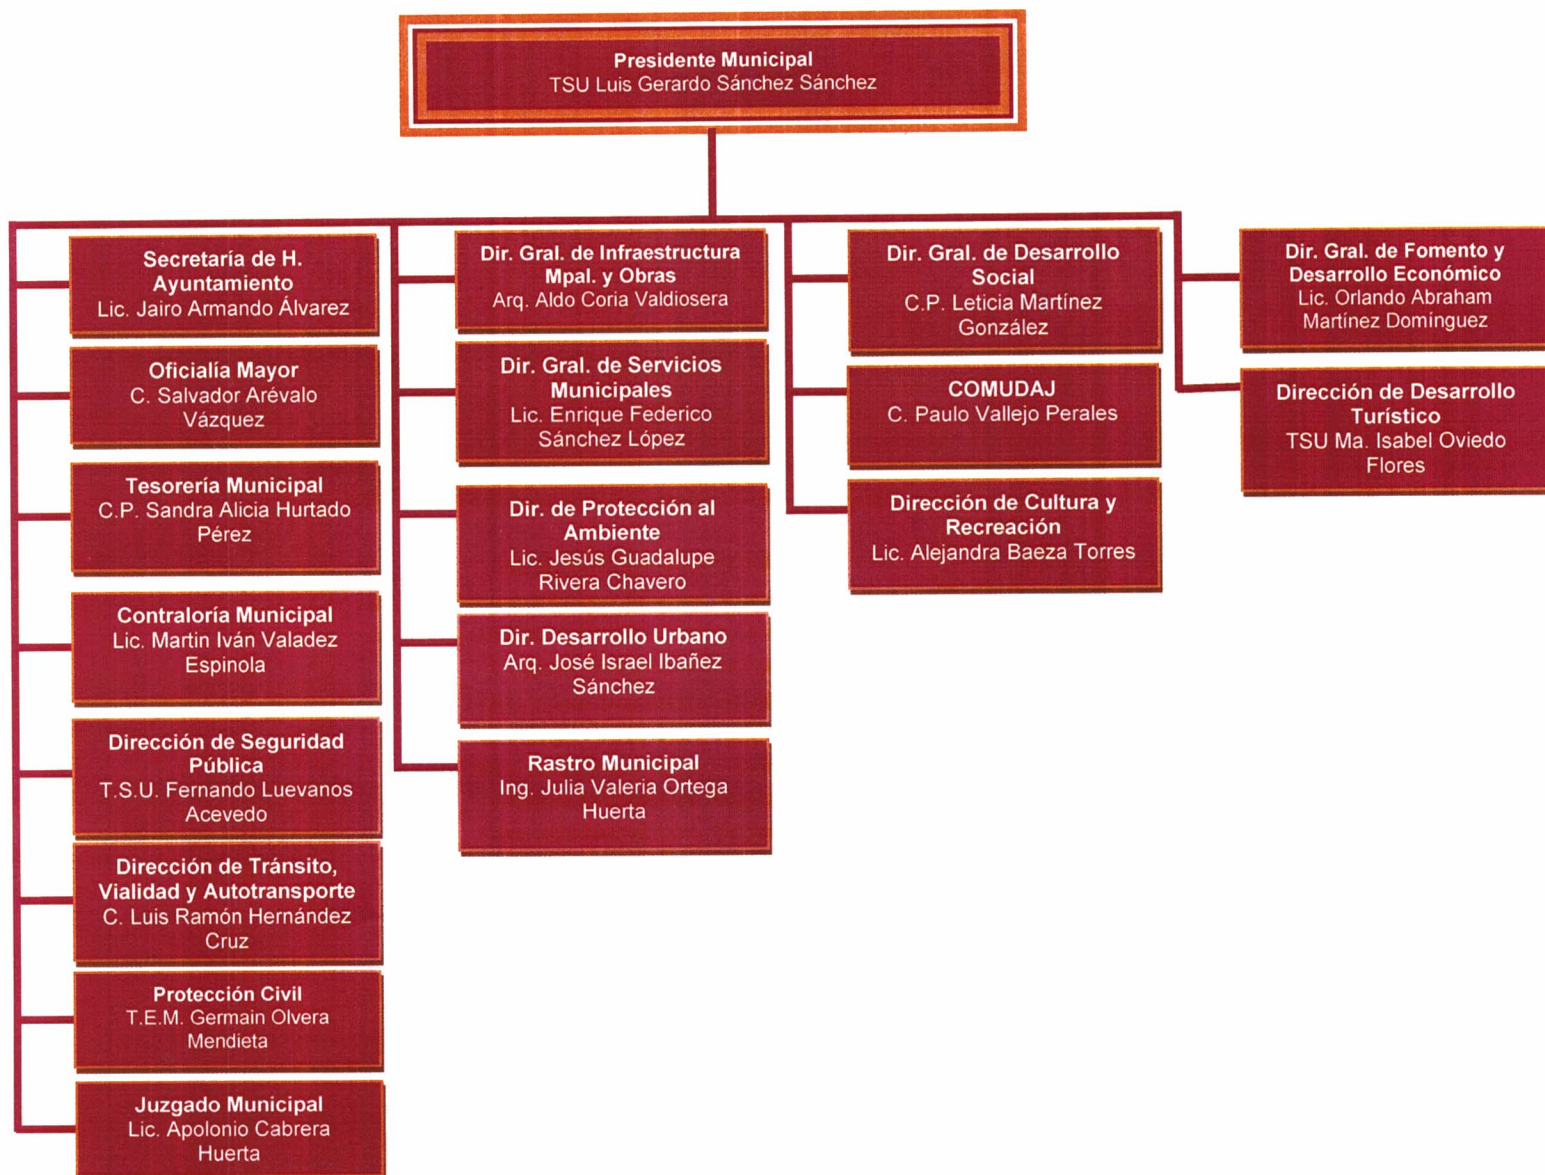 Presidente Municipal
TSU Luis Gerardo Sánchez Sánchez
Secretaría de H.
Ayuntamiento
Lic. Jairo Armando Álvarez
Oficialía Mayor
C. Salvador Arévalo
Vázquez
Tesorería Municipal
C.P. Sandra Alicia Hurtado
Pérez
Contraloría Municipal
Lic. Martin Iván Valadez
Espinola
Dirección de Seguridad
Pública
T.S.U. Fernando Luevanos
Acevedo
Dirección de Tránsito,
Vialidad y Autotransporte
C. Luis Ramón Hernández
Cruz
Protección Civil
T.E.M. Germain Olvera
Mendieta
Juzgado Municipal
Lic. Apolonio Cabrera
Huerta
Dir. Gral. de Infraestructura
Mpal. y Obras
Arq. Aldo Coria Valdiosera
Dir. Gral. de Servicios
Municipales
Lic. Enrique Federico
Sánchez López
Dir. de Protección al
Ambiente
Lic. Jesús Guadalupe
Rivera Chavero
Dir. Desarrollo Urbano
Arq. José Israel Ibañez
Sánchez
Rastro Municipal
Ing. Julia Valeria Ortega
Huerta
Dir. Gral. de Desarrollo
Social
C.P. Leticia Martínez
González
COMUDAJ
C. Paulo Vallejo Perales
Dirección de Cultura y
Recreación
Lic. Alejandra Baeza Torres
Dir. Gral. de Fomento y
Desarrollo Económico
Lic. Orlando Abraham
Martínez Domínguez
Dirección de Desarrollo
Turístico
TSU Ma. Isabel Oviedo
Flores